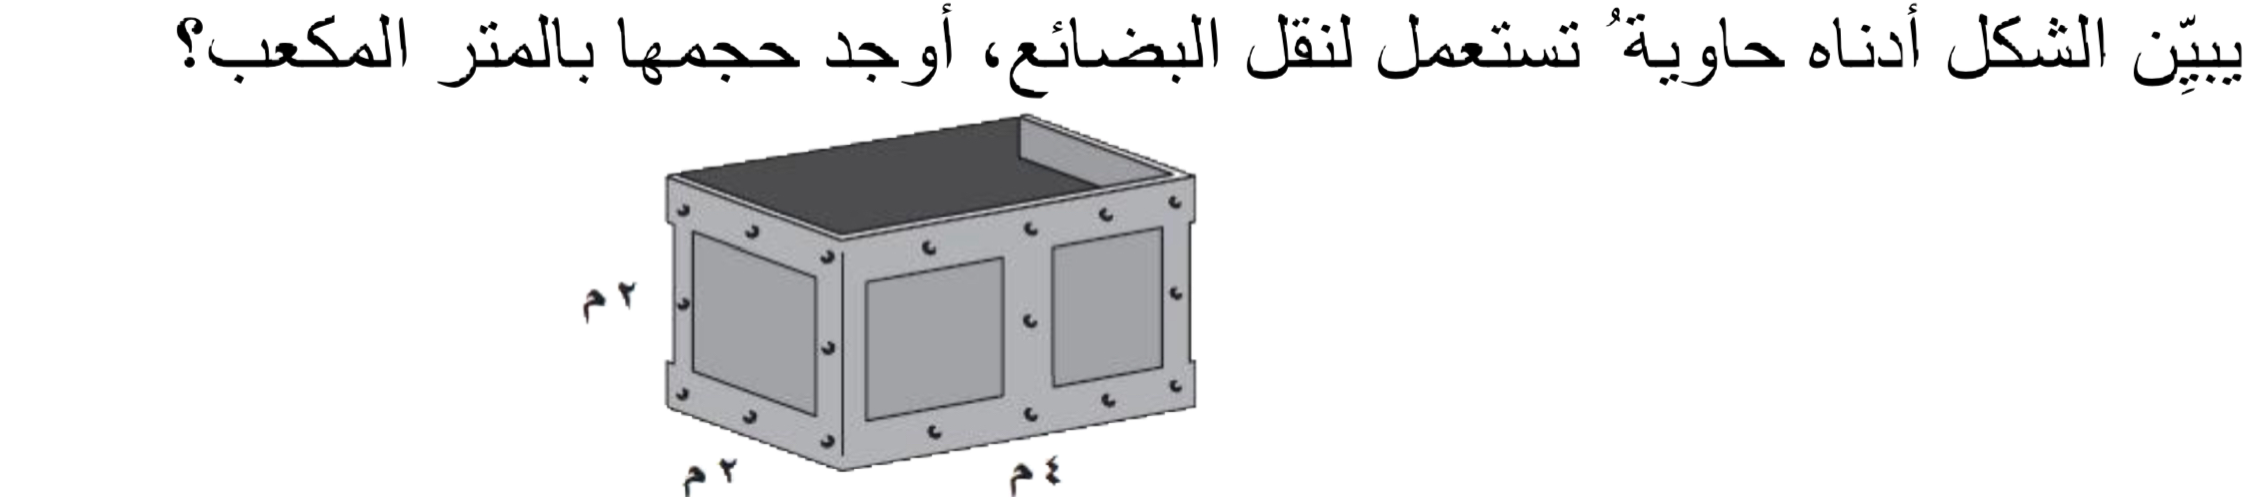 يبيِّن الشكل أدناه حاويةُ تستعمل لنقل البضائع، أوجد حجمها بالمتر المكعب؟
٢ م
٤ م
٢ م